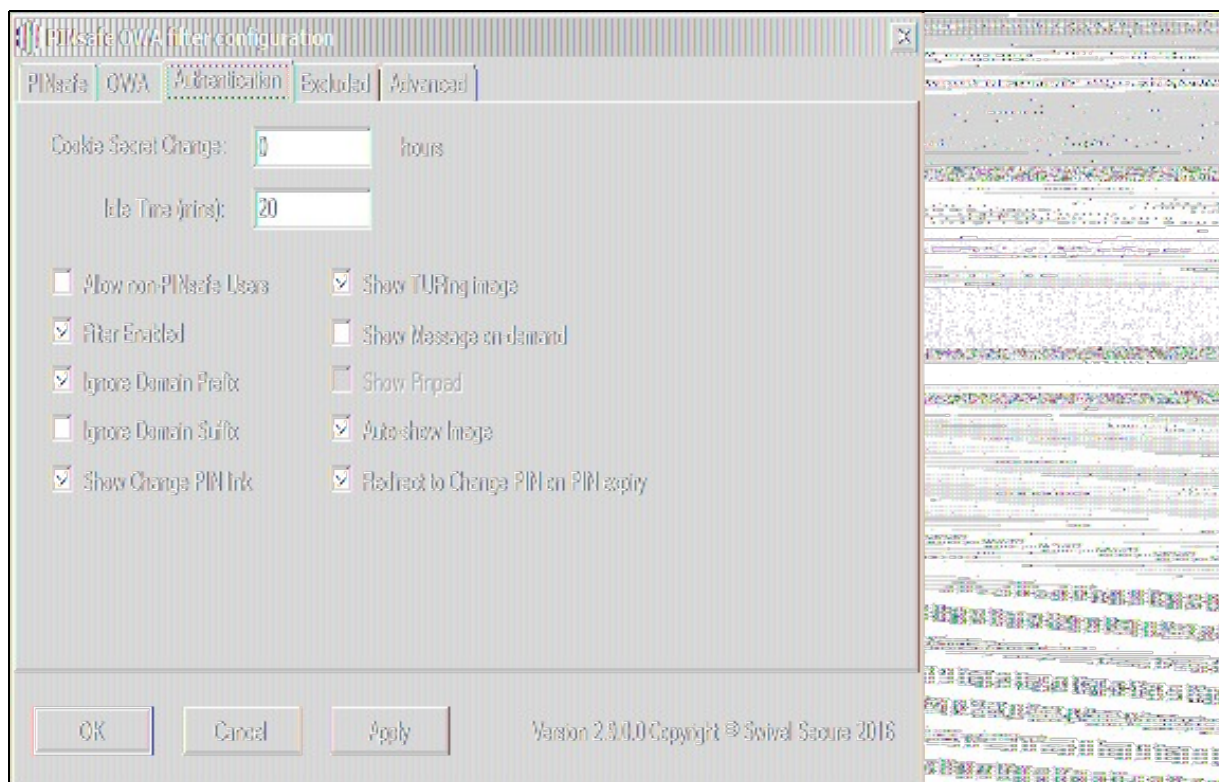 PINsafe OWA filter configuration
PINsafe OWA Authentication Excluded Advanced
Cookie Secret Change: 0 hours
Idle Time (mins): 20
Allow non-PINsafe users
Show TURing image
Filter Enabled
Show Message on demand
Ignore Domain Prefix
Show Pinpad
Ignore Domain Suffix
Auto-show Image
Show Change PIN link
to Change PIN on PIN expiry
OK Cancel Apply Version 2.9.0.0 Copyright © Swivel Secure 2016